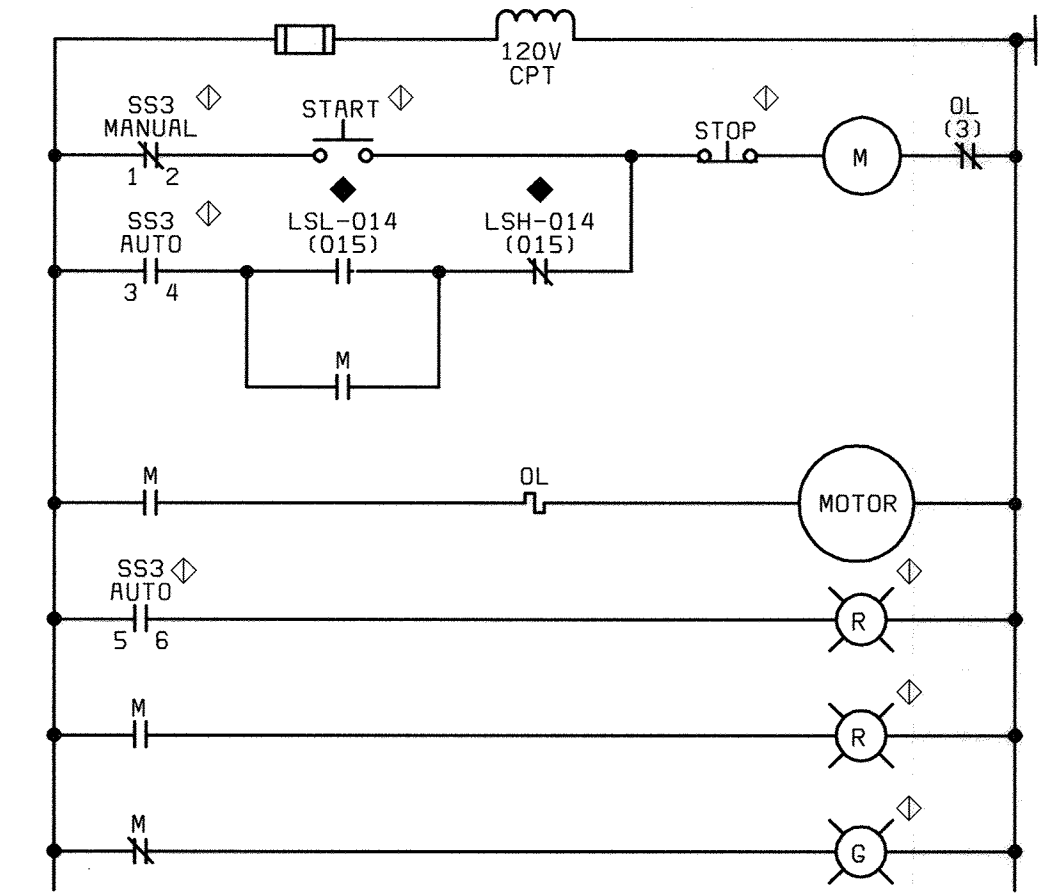 120V
CPT
SS3
MANUAL
1 2
START
STOP
M
OL
(3)
SS3
AUTO
3 4
LSL-014
(015)
LSH-014
(015)
M
M
OL
MOTOR
SS3
AUTO
5 6
R
M
R
M
G